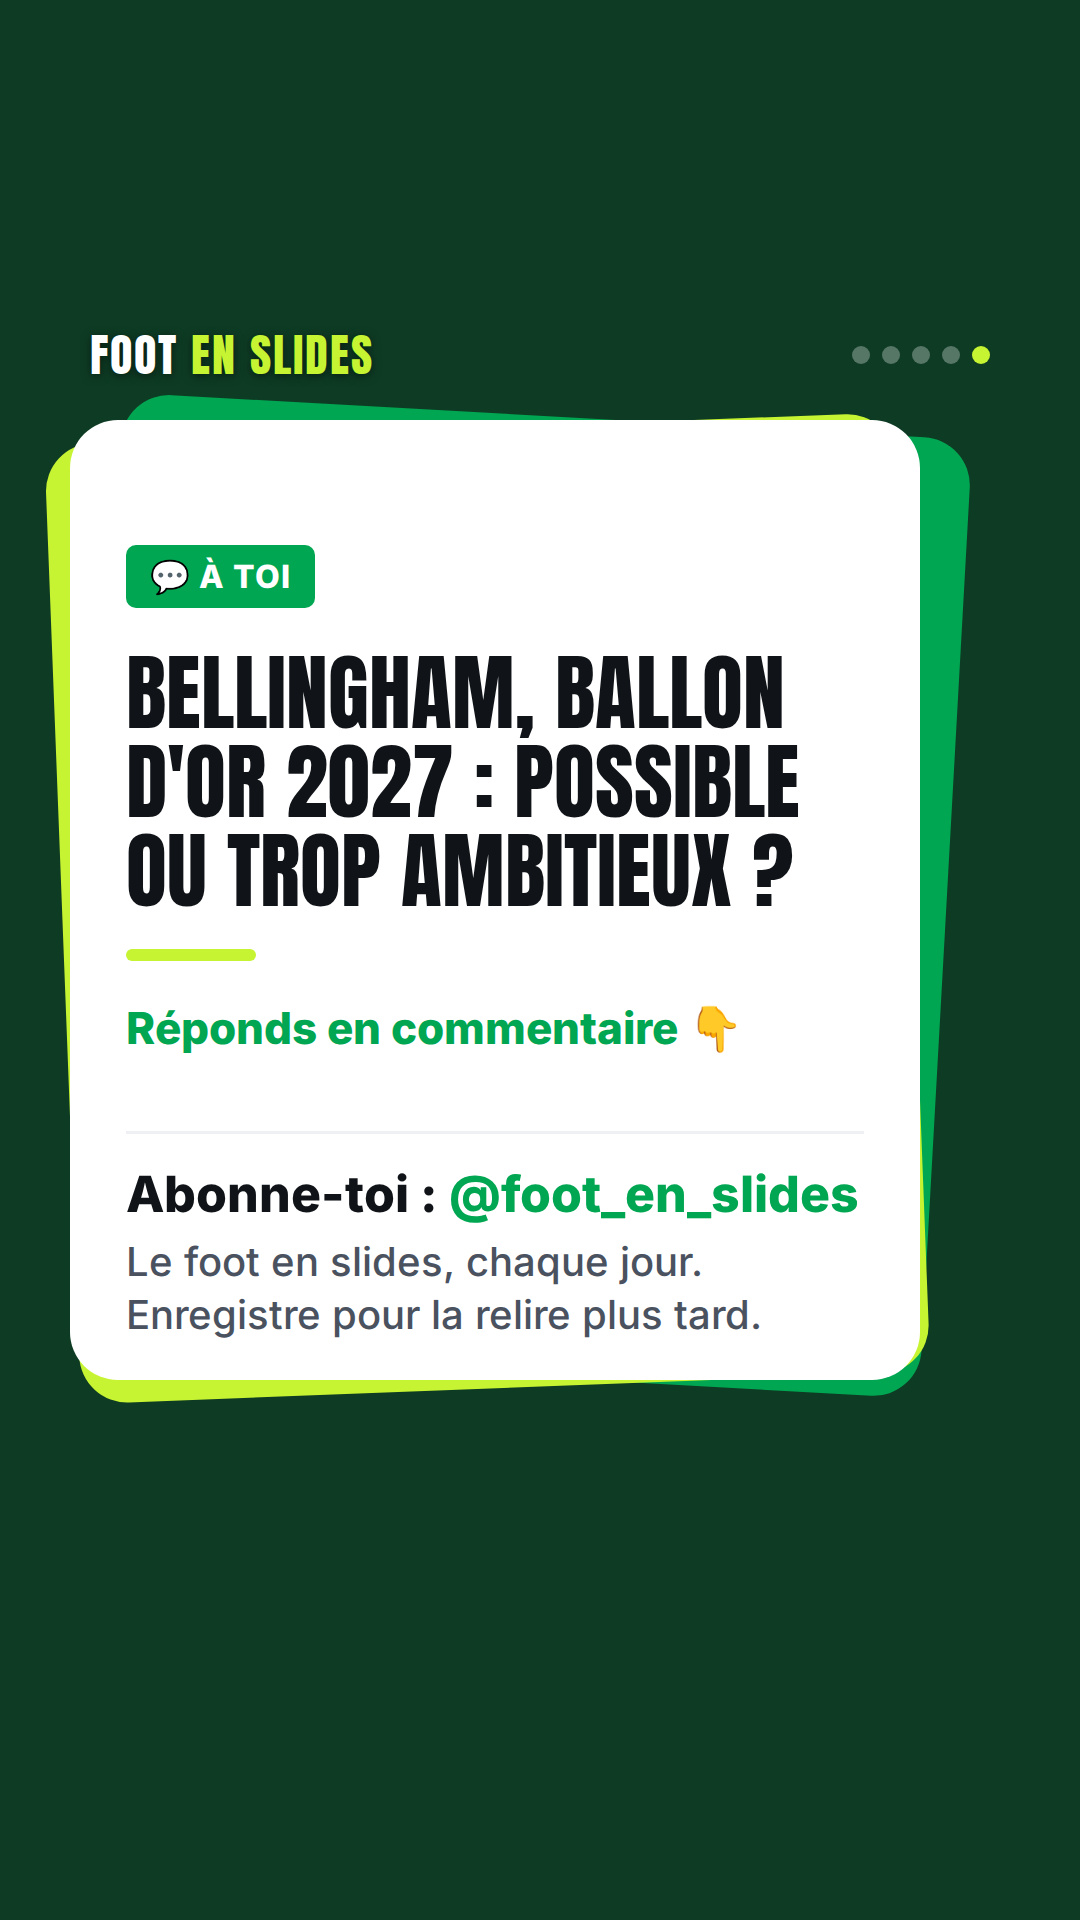 FOOT EN SLIDES
💬 À TOI
BELLINGHAM, BALLON
D'OR 2027 : POSSIBLE
OU TROP AMBITIEUX ?
Réponds en commentaire 👇
Abonne-toi : @foot_en_slides
Le foot en slides, chaque jour.
Enregistre pour la relire plus tard.